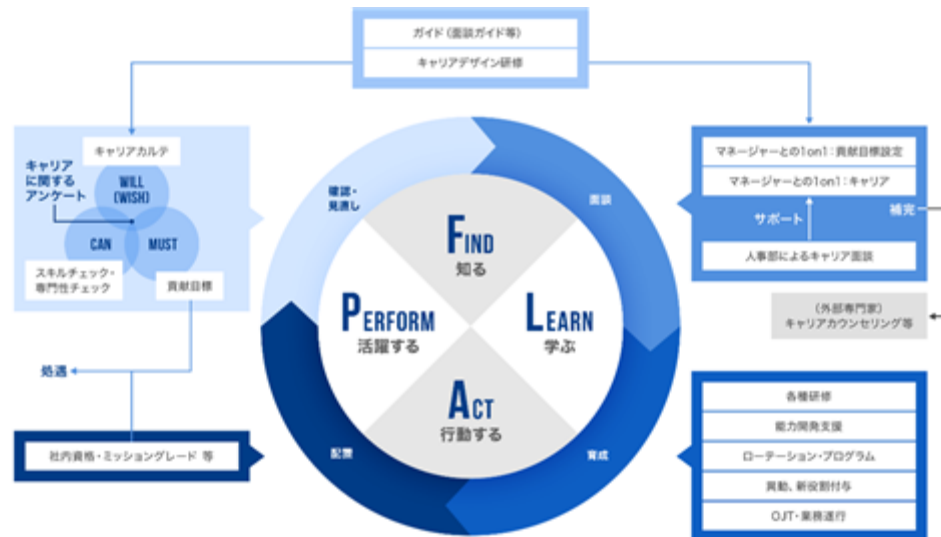 ガイド（面談ガイド等）
キャリアデザイン研修
キャリアカルテ
キャリア
に関する
アンケート
WILL
(WISH)
CAN
MUST
スキルチェック・
専門性チェック
貢献目標
処遇
社内資格・ミッショングレード 等
確認・
見直し
面談
育成
配置
FIND
知る
PERFORM
活躍する
LEARN
学ぶ
ACT
行動する
マネージャーとの1on1：貢献目標設定
マネージャーとの1on1：キャリア
サポート
補完
人事部によるキャリア面談
（外部専門家）
キャリアカウンセリング等
各種研修
能力開発支援
ローテーション・プログラム
異動、新役割付与
OJT・業務遂行